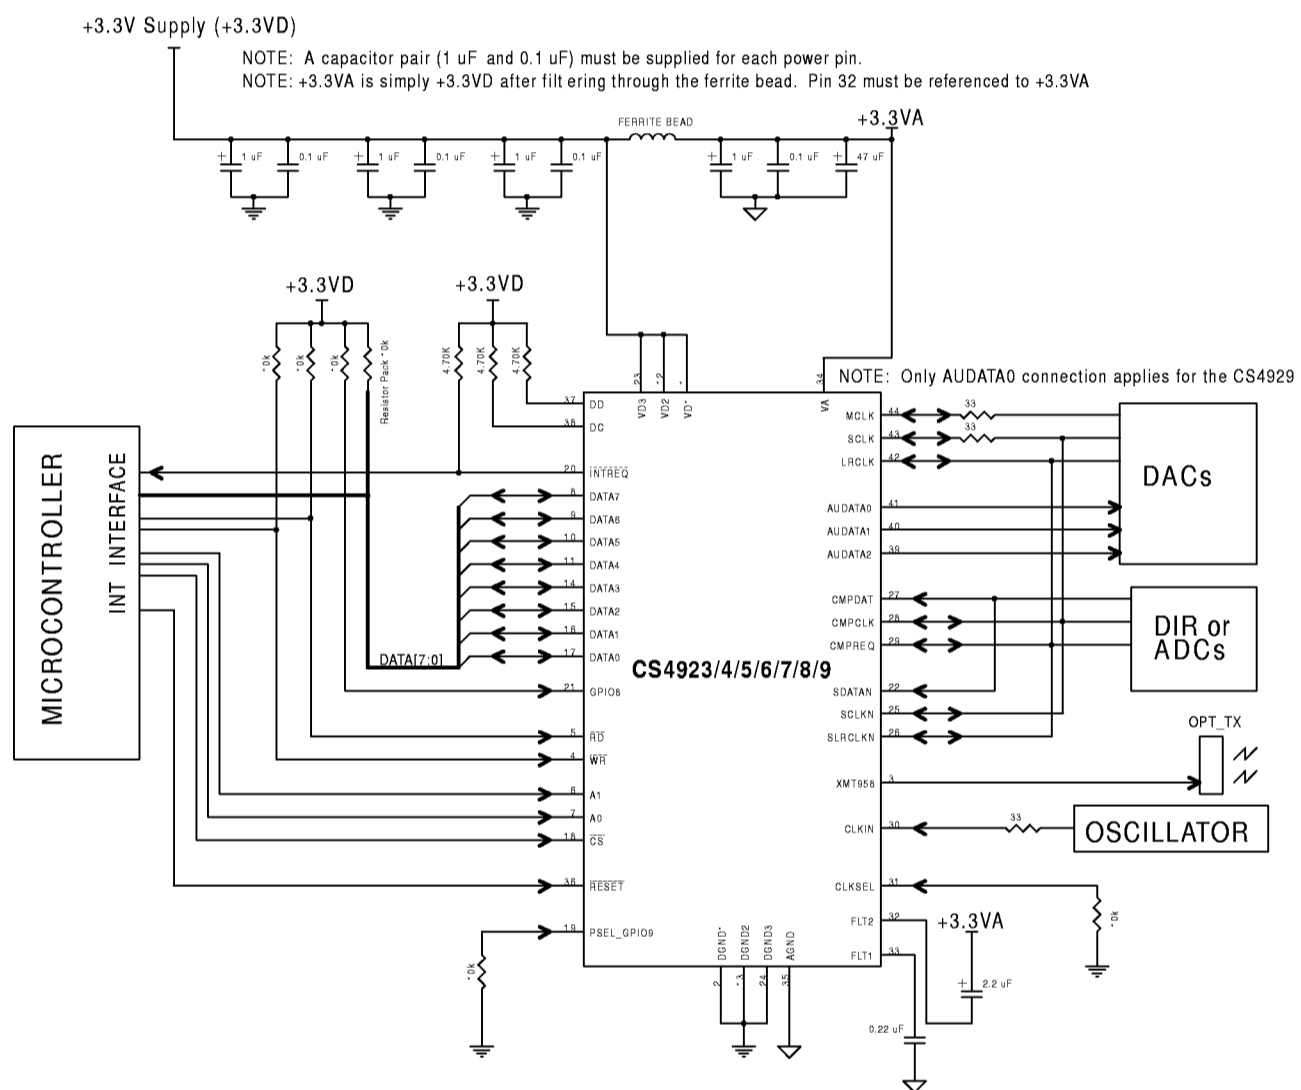 +3.3V Supply (+3.3VD)
NOTE: A capacitor pair (1 uF and 0.1 uF) must be supplied for each power pin.
NOTE: +3.3VA is simply +3.3VD after filt ering through the ferrite bead. Pin 32 must be referenced to +3.3VA
FERRITE BEAD
+3.3VA
+ 1 uF 0.1 uF + 1 uF 0.1 uF + 1 uF 0.1 uF + 1 uF 0.1 uF + 47 uF
+3.3VD +3.3VD
4.70K 4.70K 4.70K
Resistor Pack
NOTE: Only AUDATA0 connection applies for the CS4929
23 VD3
VD2
34 VA
MICROCONTROLLER
INT INTERFACE
37 DD
38 DC
20 INTREQ
8 DATA7
9 DATA6
10 DATA5
11 DATA4
14 DATA3
15 DATA2
16 DATA1
17 DATA0
DATA[7:0]
21 GPIO8
5 RD
4 WR
6 A1
7 A0
18 CS
36 RESET
19 PSEL_GPIO9
CS4923/4/5/6/7/8/9
MCLK 44 33
SCLK 43 33
LRCLK 42
AUDATA0 41
AUDATA1 40
AUDATA2 39
DACs
CMPDAT 27
CMPCLK 28
CMPREQ 29
DIR or
ADCs
SDATAN 22
SCLKN 25
SLRCLKN 26
OPT_TX
XMT958 3
CLKIN 30 33
OSCILLATOR
CLKSEL 31
FLT2 32
+3.3VA
FLT1 33
+ 2.2 uF
0.22 uF
2
DGND2
DGND3 24
AGND 35